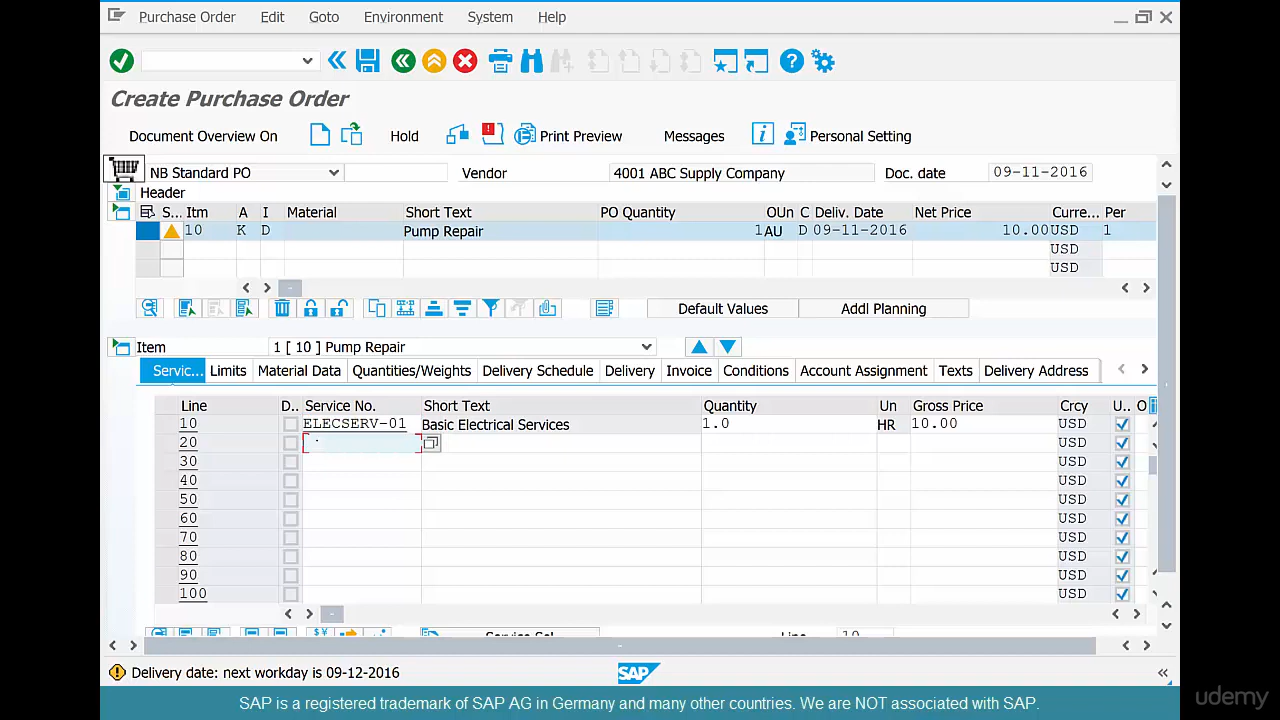 Purchase Order Edit Goto Environment System Help
Create Purchase Order
Document Overview On Hold Print Preview Messages Personal Setting
NB Standard PO Vendor 4001 ABC Supply Company Doc. date 09-11-2016
Header
S... Itm A I Material Short Text PO Quantity OUn C Deliv. Date Net Price Curre... Per
10 K D Pump Repair 1 AU D 09-11-2016 10.00 USD 1
USD
USD
Default Values Addl Planning
Item 1 [ 10 ] Pump Repair
Servic... Limits Material Data Quantities/Weights Delivery Schedule Delivery Invoice Conditions Account Assignment Texts Delivery Address
Line D.. Service No. Short Text Quantity Un Gross Price Crcy U.. O
10 ELECSERV-01 Basic Electrical Services 1.0 HR 10.00 USD
20 USD
30 USD
40 USD
50 USD
60 USD
70 USD
80 USD
90 USD
100 USD
Service Sel Line 10
Delivery date: next workday is 09-12-2016 SAP
SAP is a registered trademark of SAP AG in Germany and many other countries. We are NOT associated with SAP.
udemy